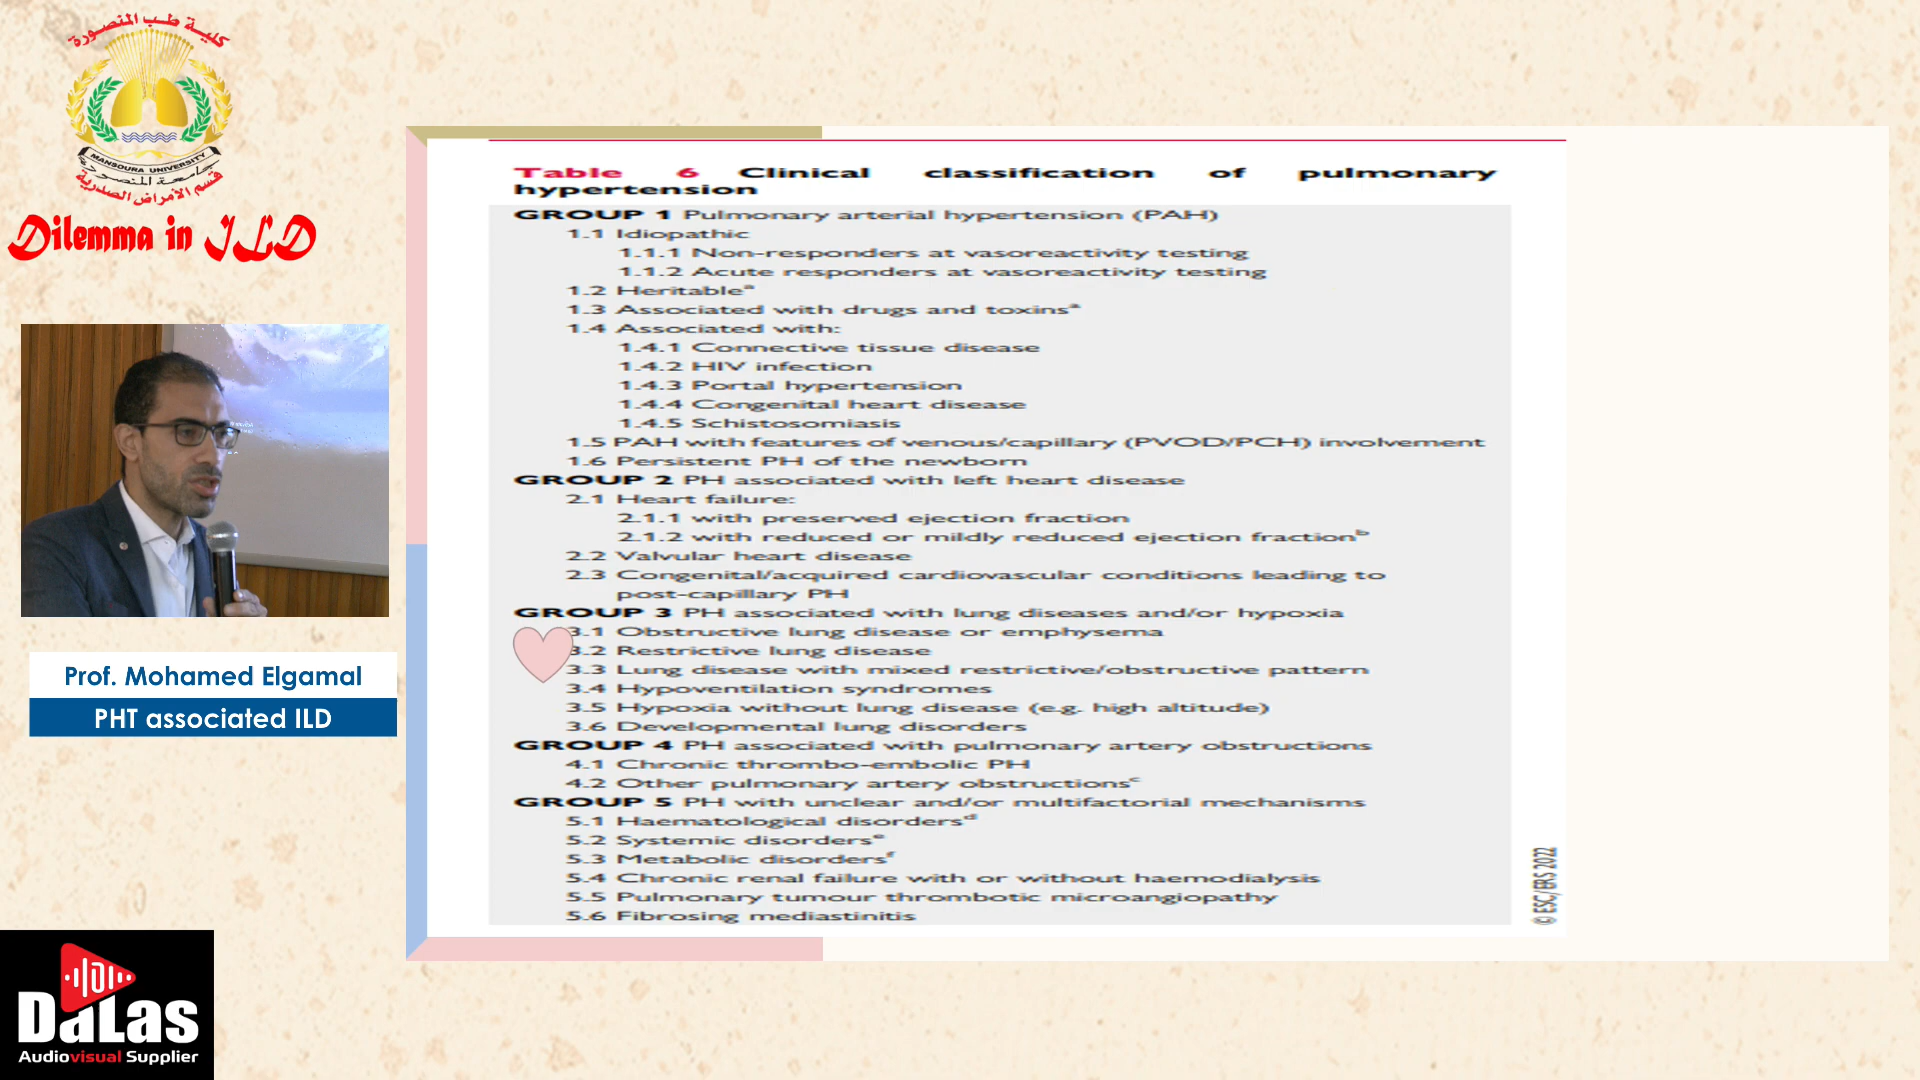 كلية طب المنصورة
MANSOURA UNIVERSITY
جامعة المنصورة
قسم الأمراض الصدرية
Dilemma in ILD
Prof. Mohamed Elgamal
PHT associated ILD
DaLas
Audiovisual Supplier
Table 6 Clinical classification of pulmonary
hypertension
GROUP 1 Pulmonary arterial hypertension (PAH)
1.1 Idiopathic
1.1.1 Non-responders at vasoreactivity testing
1.1.2 Acute responders at vasoreactivity testing
1.2 Heritableᵃ
1.3 Associated with drugs and toxinsᵃ
1.4 Associated with:
1.4.1 Connective tissue disease
1.4.2 HIV infection
1.4.3 Portal hypertension
1.4.4 Congenital heart disease
1.4.5 Schistosomiasis
1.5 PAH with features of venous/capillary (PVOD/PCH) involvement
1.6 Persistent PH of the newborn
GROUP 2 PH associated with left heart disease
2.1 Heart failure:
2.1.1 with preserved ejection fraction
2.1.2 with reduced or mildly reduced ejection fractionᵇ
2.2 Valvular heart disease
2.3 Congenital/acquired cardiovascular conditions leading to
post-capillary PH
GROUP 3 PH associated with lung diseases and/or hypoxia
3.1 Obstructive lung disease or emphysema
3.2 Restrictive lung disease
3.3 Lung disease with mixed restrictive/obstructive pattern
3.4 Hypoventilation syndromes
3.5 Hypoxia without lung disease (e.g. high altitude)
3.6 Developmental lung disorders
GROUP 4 PH associated with pulmonary artery obstructions
4.1 Chronic thrombo-embolic PH
4.2 Other pulmonary artery obstructionsᶜ
GROUP 5 PH with unclear and/or multifactorial mechanisms
5.1 Haematological disordersᵈ
5.2 Systemic disordersᵉ
5.3 Metabolic disordersᶠ
5.4 Chronic renal failure with or without haemodialysis
5.5 Pulmonary tumour thrombotic microangiopathy
5.6 Fibrosing mediastinitis
© ESC/ERS 2022